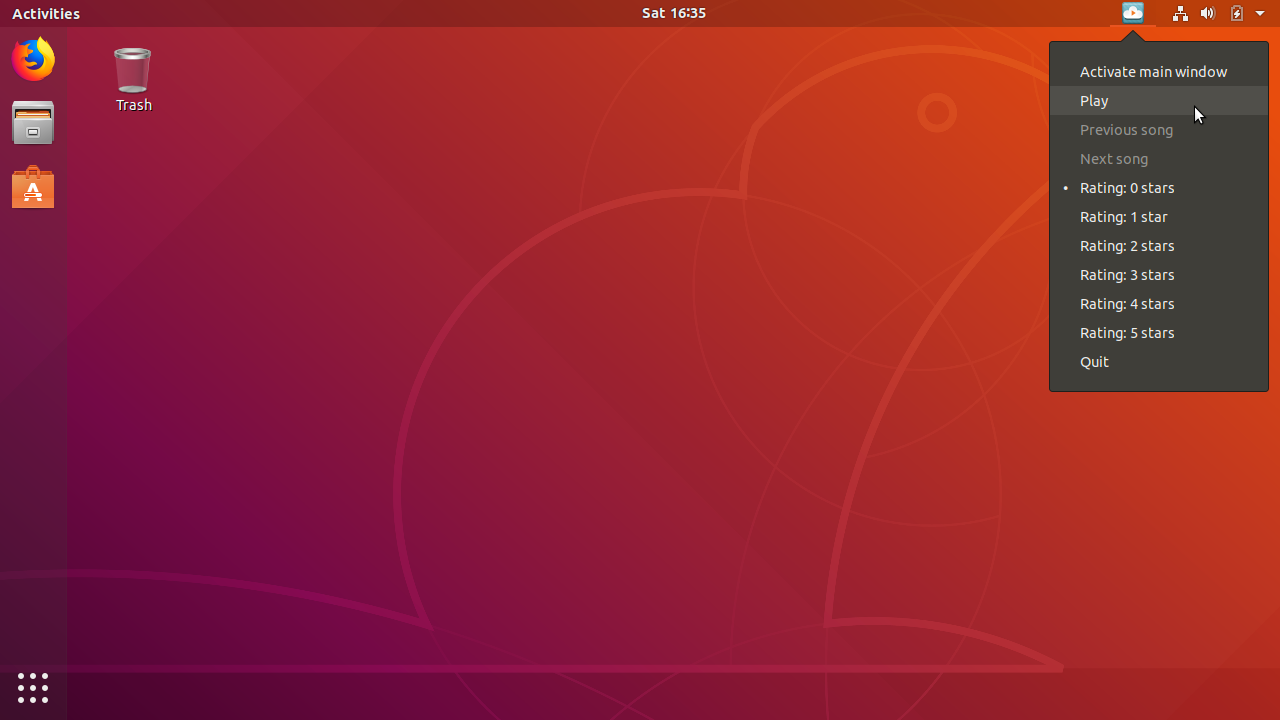 Activities
Sat 16:35
Trash
Activate main window
Play
Previous song
Next song
• Rating: 0 stars
Rating: 1 star
Rating: 2 stars
Rating: 3 stars
Rating: 4 stars
Rating: 5 stars
Quit